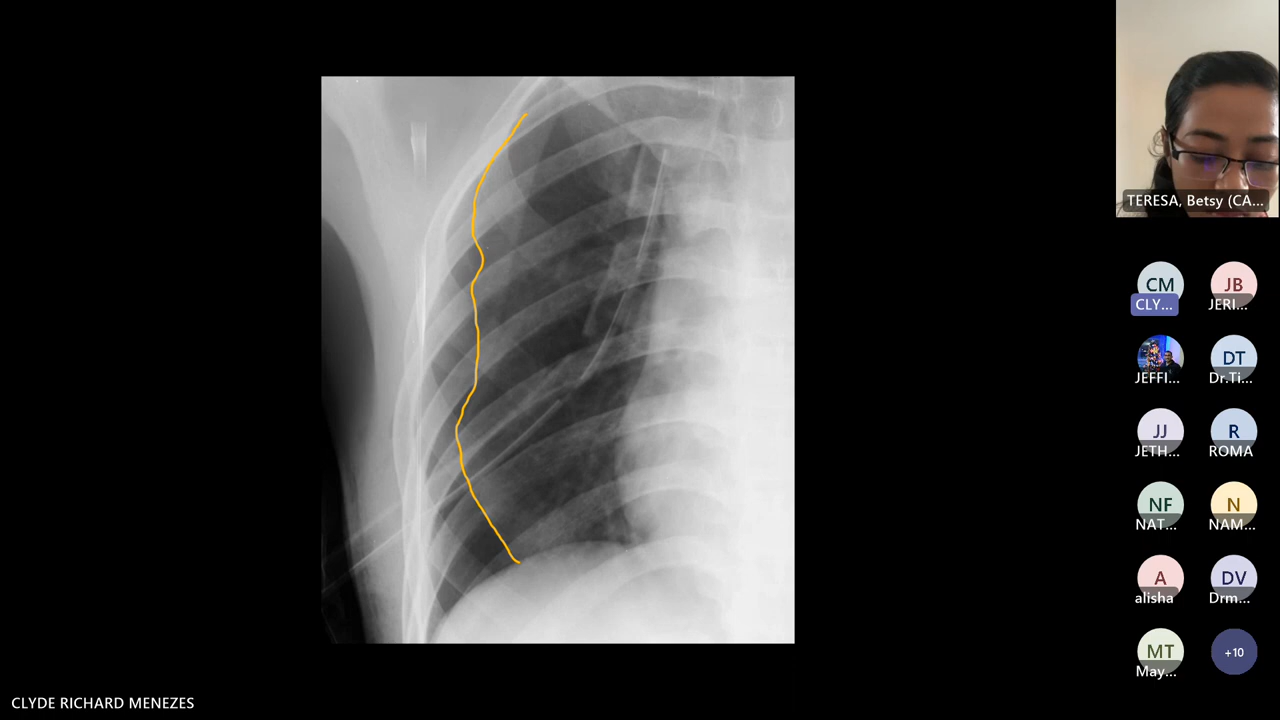 TERESA, Betsy (CA...
CM
JB
CLY...
JERI...
DT
JEFFI...
Dr.Ti...
JJ
R
JETH...
ROMA
NF
N
NAT...
NAM...
A
DV
alisha
Drm...
MT
+10
May...
CLYDE RICHARD MENEZES